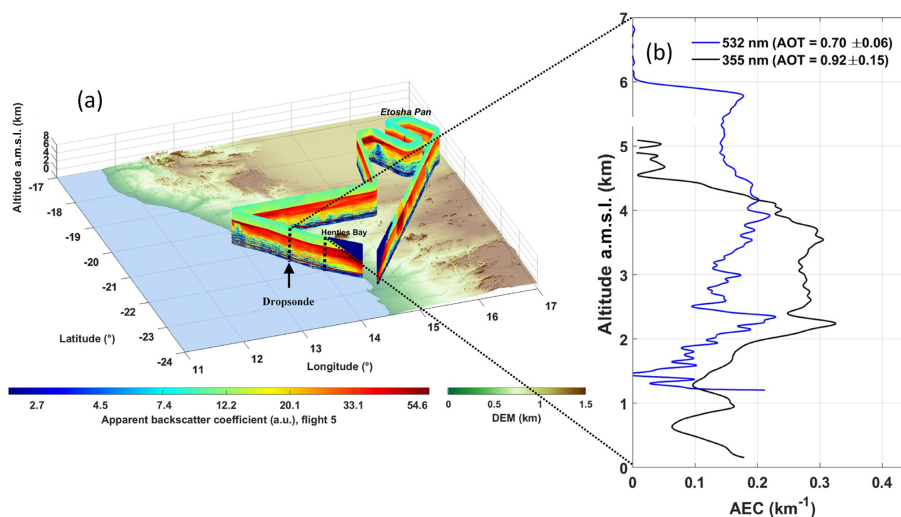 (a)
Etosha Pan
Altitude a.m.s.l. (km)
8
6
4
2
0
-17
-18
-19
-20
-21
-22
-23
-24
Henties Bay
Dropsonde
Latitude (°)
Longitude (°)
11
12
13
14
15
16
17
2.7 4.5 7.4 12.2 20.1 33.1 54.6
Apparent backscatter coefficient (a.u.), flight 5
0 0.5 1 1.5
DEM (km)
(b)
532 nm (AOT = 0.70 ±0.06)
355 nm (AOT = 0.92±0.15)
Altitude a.m.s.l. (km)
7
6
5
4
3
2
1
0
0 0.1 0.2 0.3 0.4
AEC (km⁻¹)